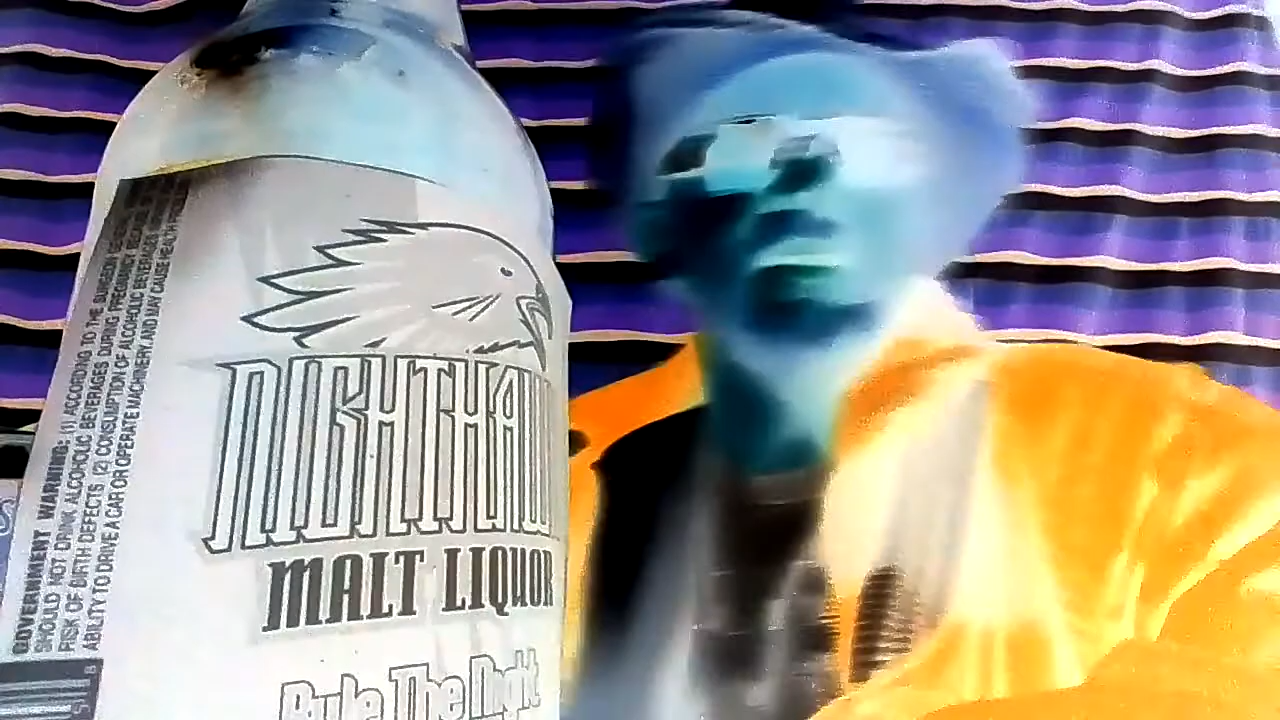 GOVERNMENT WARNING: (1) ACCORDING TO THE SURGEON
SHOULD NOT DRINK ALCOHOLIC BEVERAGES DURING PREGNANCY BECAUSE
RISK OF BIRTH DEFECTS. (2) CONSUMPTION OF ALCOHOLIC BEVERAGES
ABILITY TO DRIVE A CAR OR OPERATE MACHINERY, AND MAY CAUSE HEALTH
NIGHTHAW
MALT LIQUOR
Rule The Night